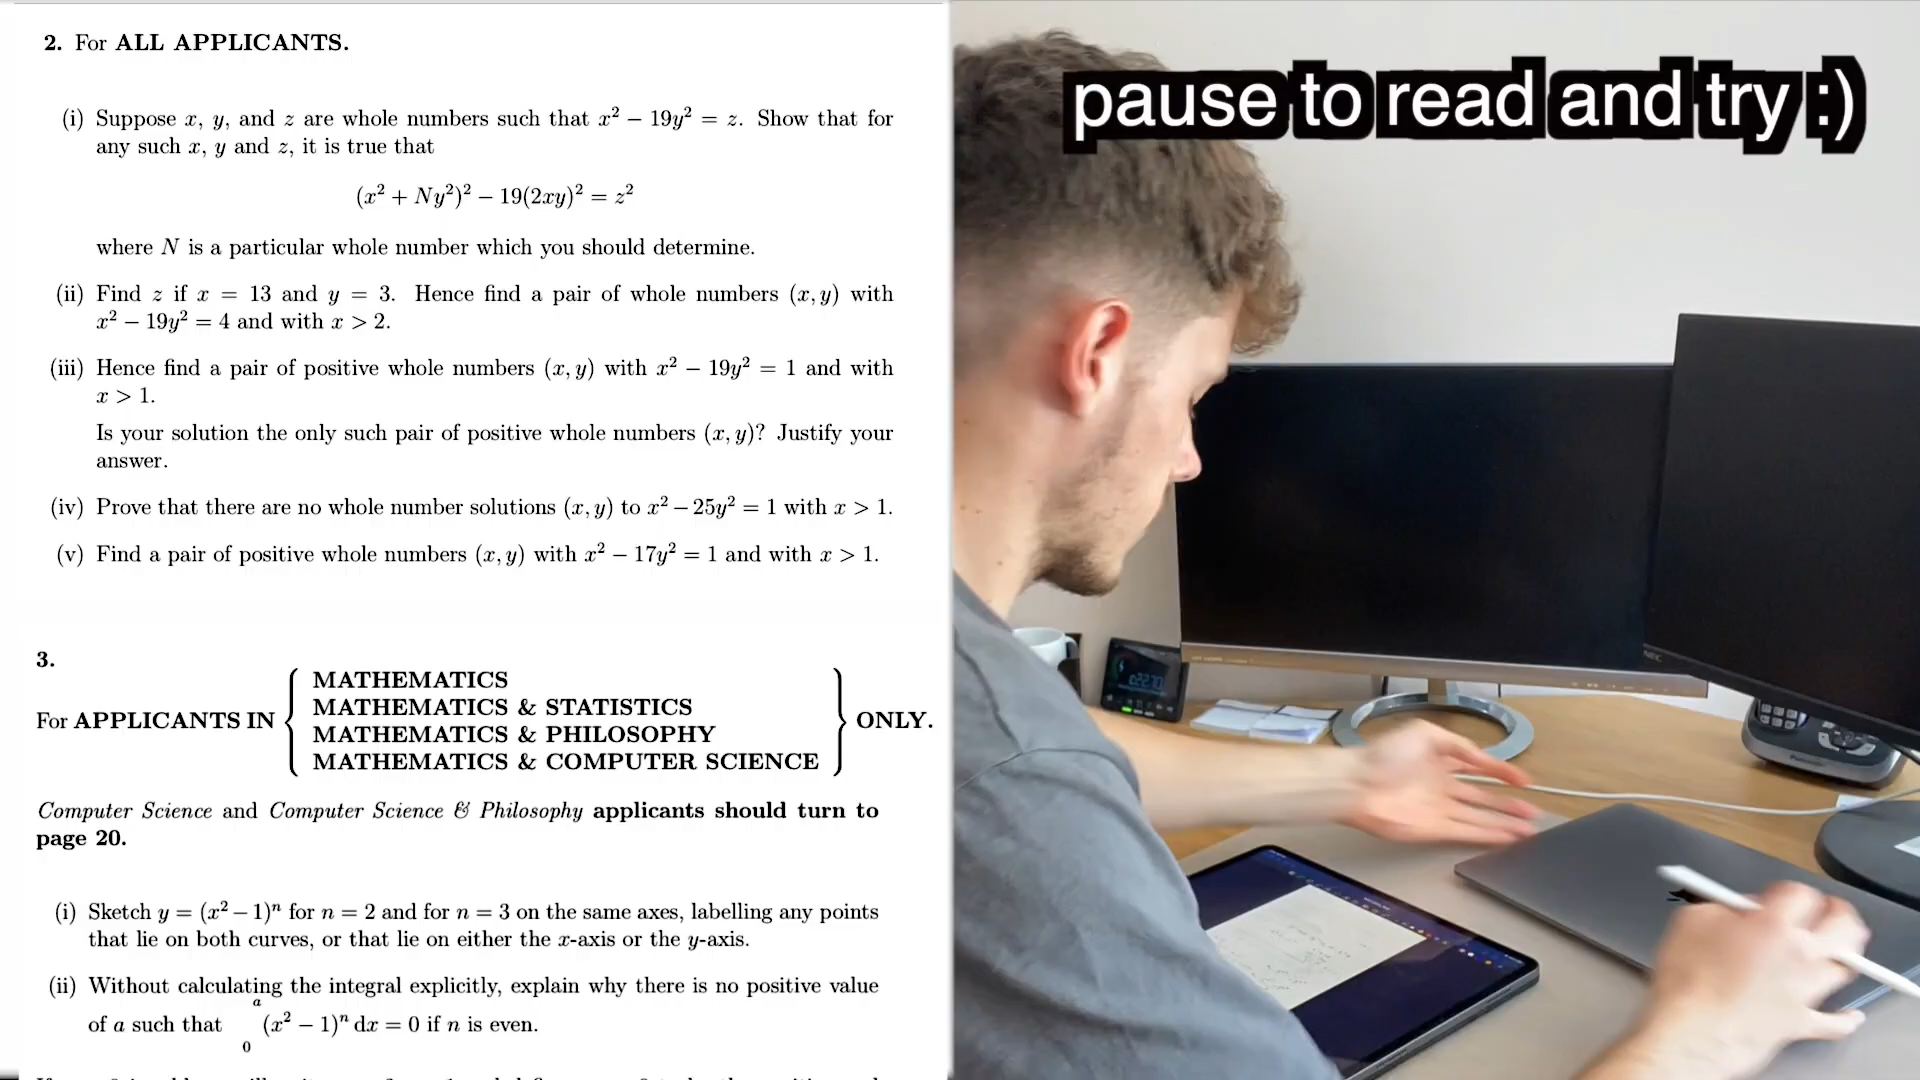 2. For ALL APPLICANTS.
(i) Suppose x, y, and z are whole numbers such that x² − 19y² = z. Show that for
any such x, y and z, it is true that
(x² + Ny²)² − 19(2xy)² = z²
where N is a particular whole number which you should determine.
(ii) Find z if x = 13 and y = 3. Hence find a pair of whole numbers (x, y) with
x² − 19y² = 4 and with x > 2.
(iii) Hence find a pair of positive whole numbers (x, y) with x² − 19y² = 1 and with
x > 1.
Is your solution the only such pair of positive whole numbers (x, y)? Justify your
answer.
(iv) Prove that there are no whole number solutions (x, y) to x² − 25y² = 1 with x > 1.
(v) Find a pair of positive whole numbers (x, y) with x² − 17y² = 1 and with x > 1.
3.
MATHEMATICS
MATHEMATICS & STATISTICS
For APPLICANTS IN { MATHEMATICS & PHILOSOPHY } ONLY.
MATHEMATICS & COMPUTER SCIENCE
Computer Science and Computer Science & Philosophy applicants should turn to
page 20.
(i) Sketch y = (x² − 1)ⁿ for n = 2 and for n = 3 on the same axes, labelling any points
that lie on both curves, or that lie on either the x-axis or the y-axis.
(ii) Without calculating the integral explicitly, explain why there is no positive value
a
of a such that (x² − 1)ⁿ dx = 0 if n is even.
0
pause to read and try :)
NEC